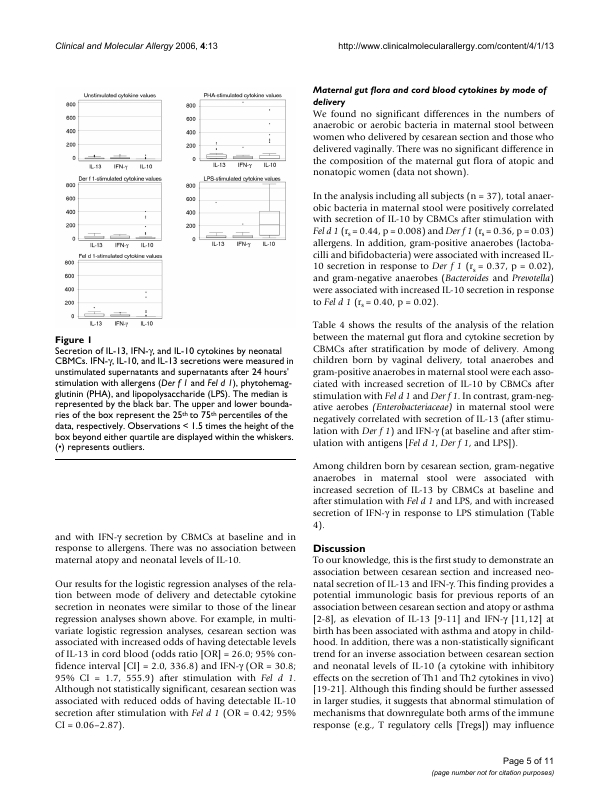 Clinical and Molecular Allergy 2006, 4:13
http://www.clinicalmolecularallergy.com/content/4/1/13
Unstimulated cytokine values
800
600
400
200
0
IL-13 IFN-γ IL-10
PHA-stimulated cytokine values
800
600
400
200
0
IL-13 IFN-γ IL-10
Der f 1-stimulated cytokine values
800
600
400
200
0
IL-13 IFN-γ IL-10
LPS-stimulated cytokine values
800
600
400
200
0
IL-13 IFN-γ IL-10
Fel d 1-stimulated cytokine values
800
600
400
200
0
IL-13 IFN-γ IL-10
Figure 1
Secretion of IL-13, IFN-γ, and IL-10 cytokines by neonatal
CBMCs. IFN-γ, IL-10, and IL-13 secretions were measured in
unstimulated supernatants and supernatants after 24 hours'
stimulation with allergens (Der f 1 and Fel d 1), phytohemag-
glutinin (PHA), and lipopolysaccharide (LPS). The median is
represented by the black bar. The upper and lower bounda-
ries of the box represent the 25th to 75th percentiles of the
data, respectively. Observations < 1.5 times the height of the
box beyond either quartile are displayed within the whiskers.
(•) represents outliers.
and with IFN-γ secretion by CBMCs at baseline and in
response to allergens. There was no association between
maternal atopy and neonatal levels of IL-10.
Our results for the logistic regression analyses of the rela-
tion between mode of delivery and detectable cytokine
secretion in neonates were similar to those of the linear
regression analyses shown above. For example, in multi-
variate logistic regression analyses, cesarean section was
associated with increased odds of having detectable levels
of IL-13 in cord blood (odds ratio [OR] = 26.0; 95% con-
fidence interval [CI] = 2.0, 336.8) and IFN-γ (OR = 30.8;
95% CI = 1.7, 555.9) after stimulation with Fel d 1.
Although not statistically significant, cesarean section was
associated with reduced odds of having detectable IL-10
secretion after stimulation with Fel d 1 (OR = 0.42; 95%
CI = 0.06–2.87).
Maternal gut flora and cord blood cytokines by mode of
delivery
We found no significant differences in the numbers of
anaerobic or aerobic bacteria in maternal stool between
women who delivered by cesarean section and those who
delivered vaginally. There was no significant difference in
the composition of the maternal gut flora of atopic and
nonatopic women (data not shown).
In the analysis including all subjects (n = 37), total anaer-
obic bacteria in maternal stool were positively correlated
with secretion of IL-10 by CBMCs after stimulation with
Fel d 1 (rs = 0.44, p = 0.008) and Der f 1 (rs = 0.36, p = 0.03)
allergens. In addition, gram-positive anaerobes (lactoba-
cilli and bifidobacteria) were associated with increased IL-
10 secretion in response to Der f 1 (rs = 0.37, p = 0.02),
and gram-negative anaerobes (Bacteroides and Prevotella)
were associated with increased IL-10 secretion in response
to Fel d 1 (rs = 0.40, p = 0.02).
Table 4 shows the results of the analysis of the relation
between the maternal gut flora and cytokine secretion by
CBMCs after stratification by mode of delivery. Among
children born by vaginal delivery, total anaerobes and
gram-positive anaerobes in maternal stool were each asso-
ciated with increased secretion of IL-10 by CBMCs after
stimulation with Fel d 1 and Der f 1. In contrast, gram-neg-
ative aerobes (Enterobacteriaceae) in maternal stool were
negatively correlated with secretion of IL-13 (after stimu-
lation with Der f 1) and IFN-γ (at baseline and after stim-
ulation with antigens [Fel d 1, Der f 1, and LPS]).
Among children born by cesarean section, gram-negative
anaerobes in maternal stool were associated with
increased secretion of IL-13 by CBMCs at baseline and
after stimulation with Fel d 1 and LPS, and with increased
secretion of IFN-γ in response to LPS stimulation (Table
4).
Discussion
To our knowledge, this is the first study to demonstrate an
association between cesarean section and increased neo-
natal secretion of IL-13 and IFN-γ. This finding provides a
potential immunologic basis for previous reports of an
association between cesarean section and atopy or asthma
[2-8], as elevation of IL-13 [9-11] and IFN-γ [11,12] at
birth has been associated with asthma and atopy in child-
hood. In addition, there was a non-statistically significant
trend for an inverse association between cesarean section
and neonatal levels of IL-10 (a cytokine with inhibitory
effects on the secretion of Th1 and Th2 cytokines in vivo)
[19-21]. Although this finding should be further assessed
in larger studies, it suggests that abnormal stimulation of
mechanisms that downregulate both arms of the immune
response (e.g., T regulatory cells [Tregs]) may influence
Page 5 of 11
(page number not for citation purposes)